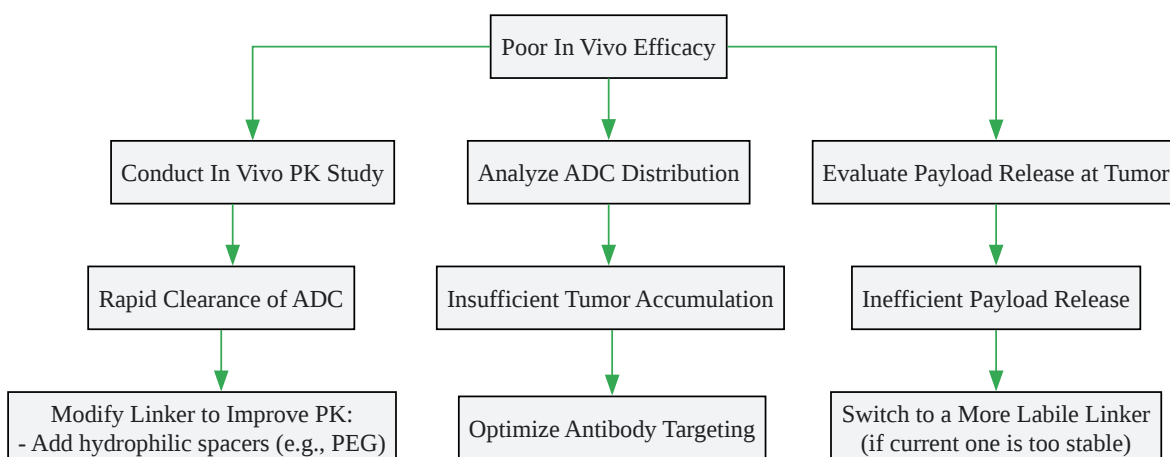 Poor In Vivo Efficacy
Conduct In Vivo PK Study
Analyze ADC Distribution
Evaluate Payload Release at Tumor
Rapid Clearance of ADC
Insufficient Tumor Accumulation
Inefficient Payload Release
Modify Linker to Improve PK:
- Add hydrophilic spacers (e.g., PEG)
Optimize Antibody Targeting
Switch to a More Labile Linker
(if current one is too stable)